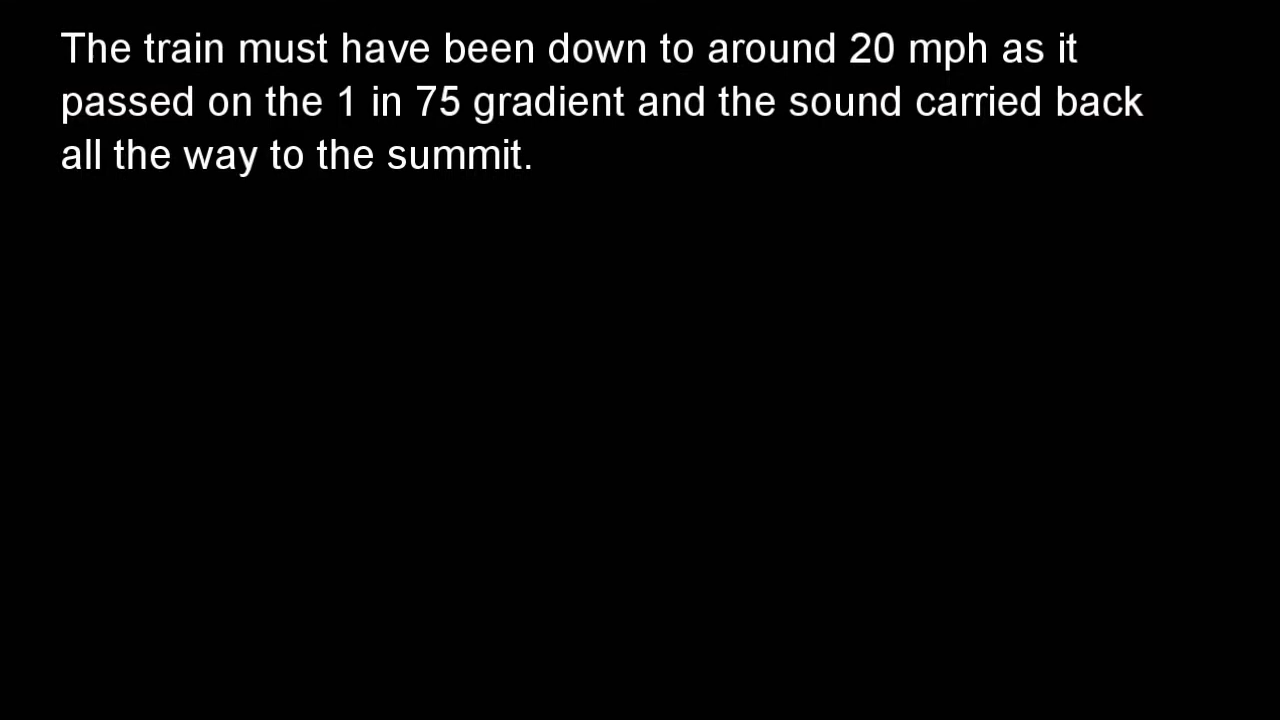 The train must have been down to around 20 mph as it
passed on the 1 in 75 gradient and the sound carried back
all the way to the summit.